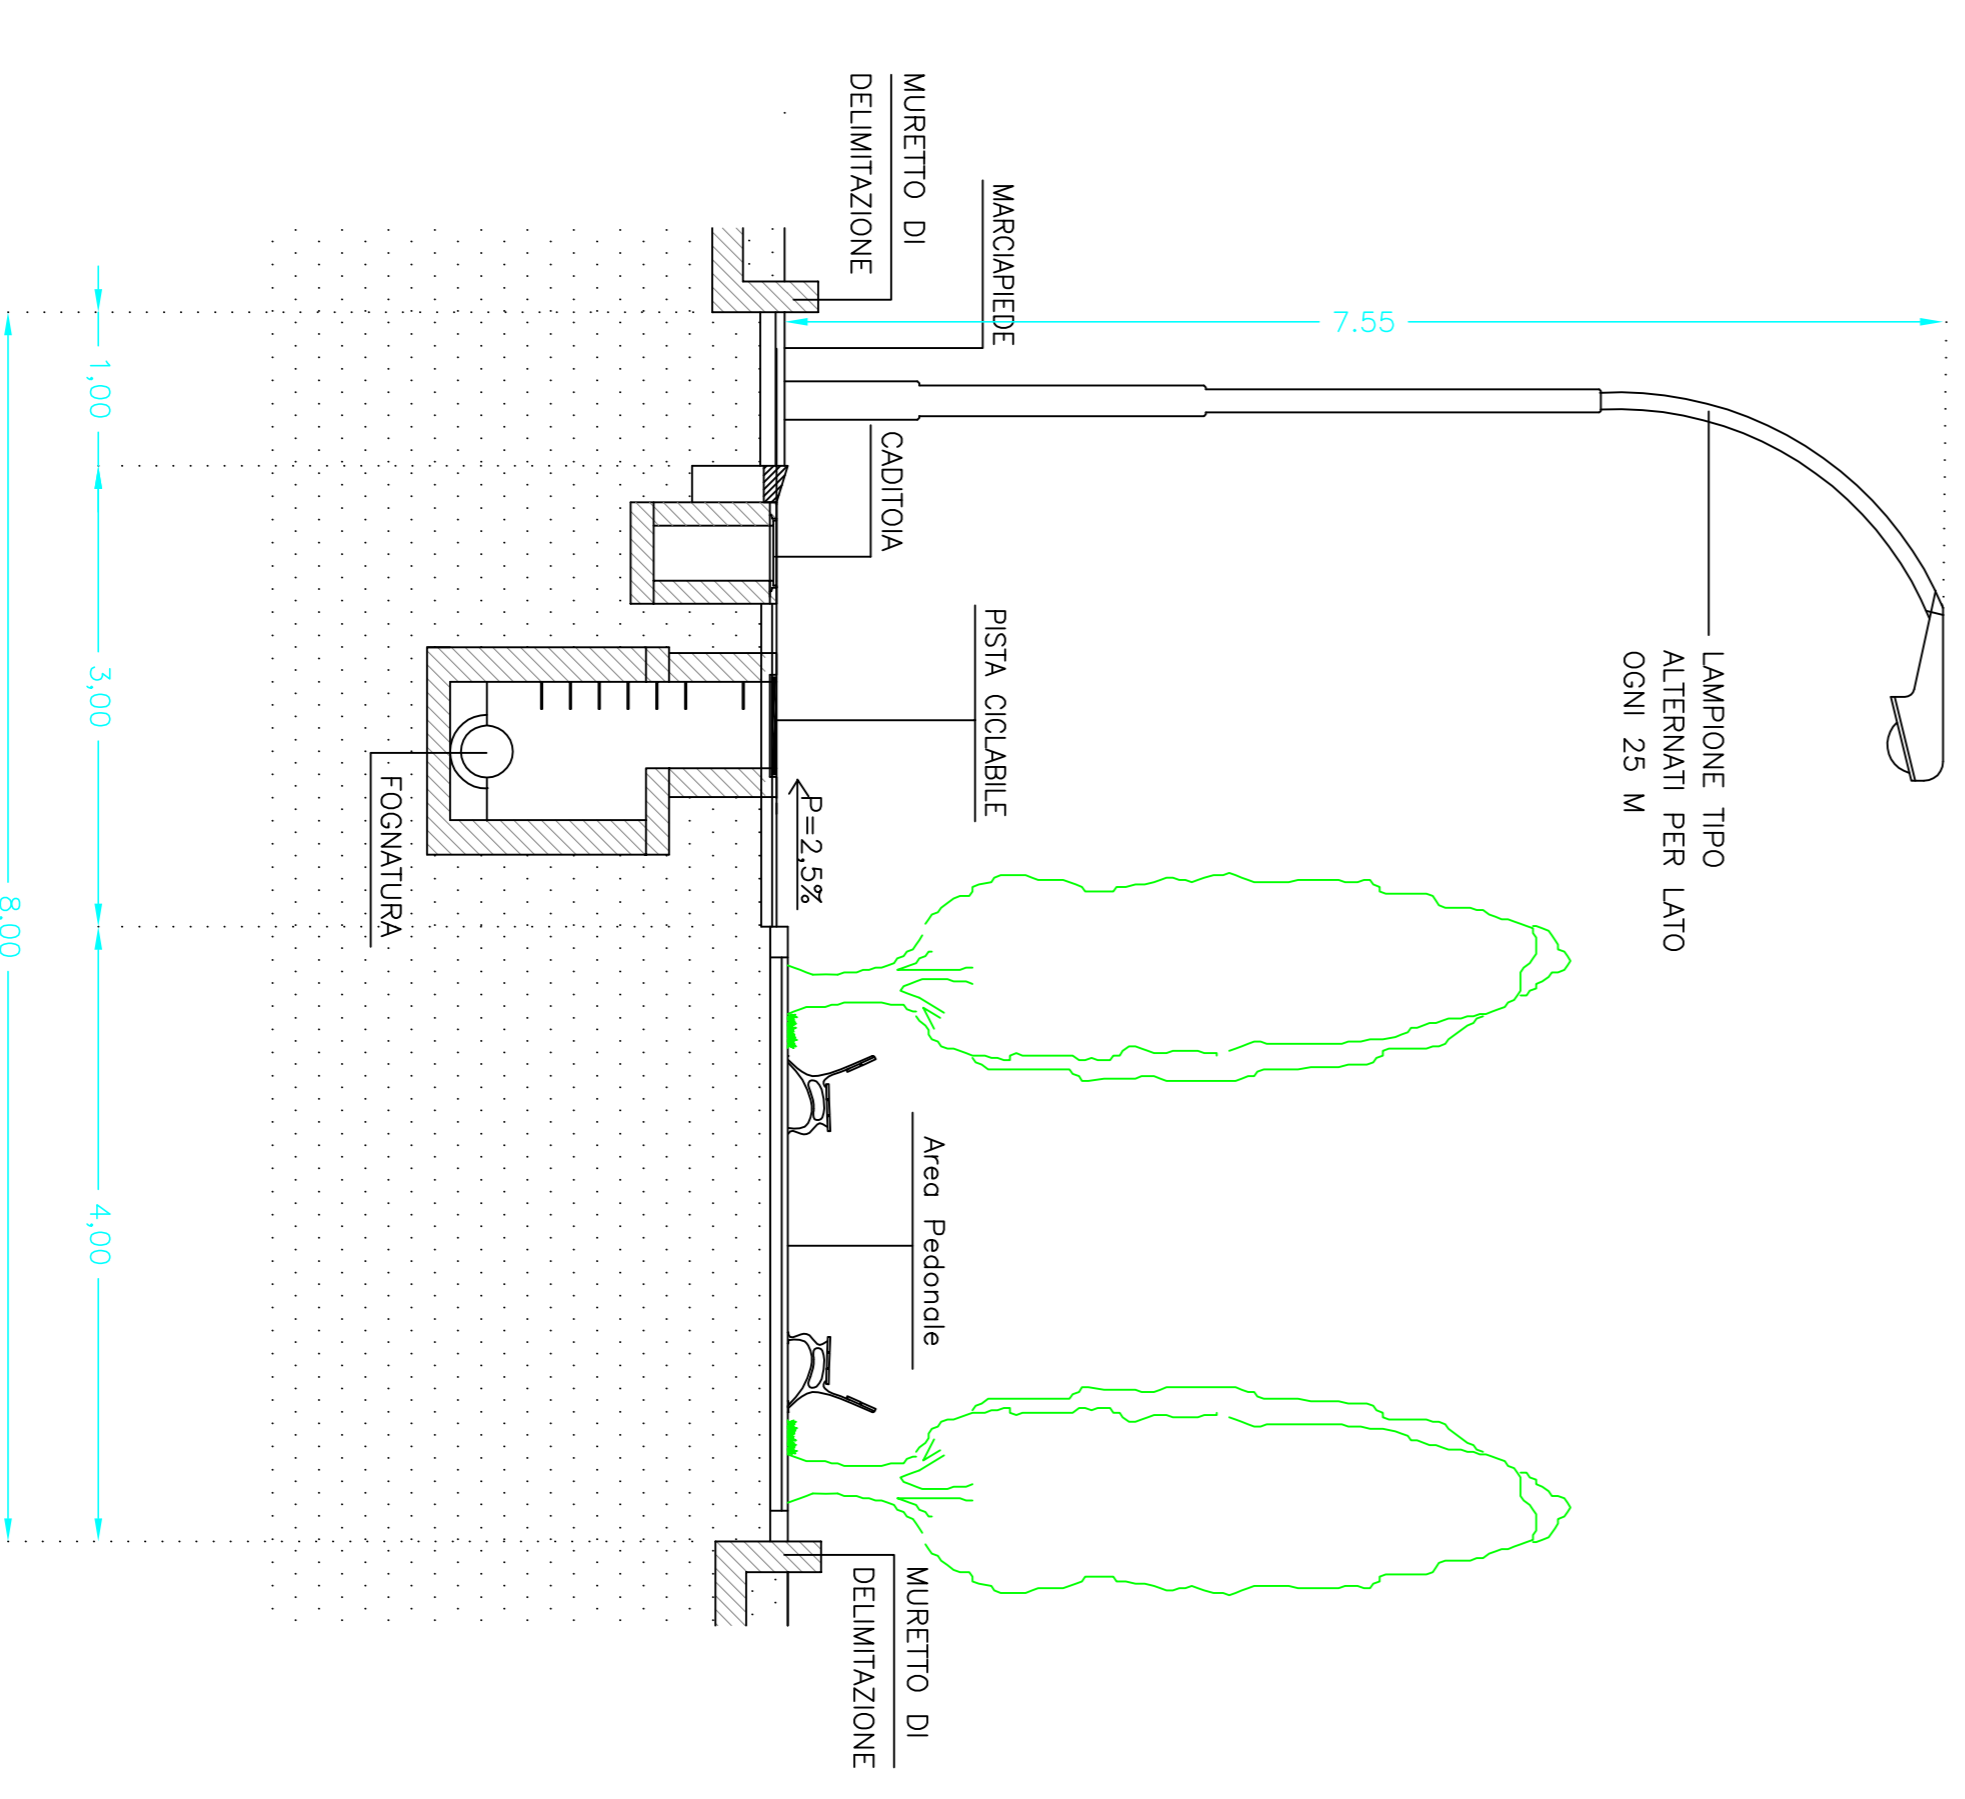 LAMPIONE TIPO
ALTERNATI PER LATO
OGNI 25 M
7.55
MARCIAPIEDE
PISTA CICLABILE
Area Pedonale
MURETTO DI
DELIMITAZIONE
CADITOIA
MURETTO DI
DELIMITAZIONE
P=2,5%
FOGNATURA
1,00
3,00
4,00
8,00